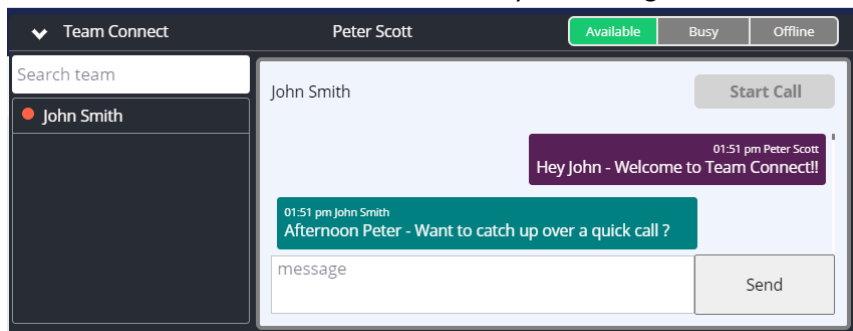 Team Connect
Peter Scott
Available
Busy
Offline
Search team
John Smith
John Smith
Start Call
01:51 pm Peter Scott
Hey John - Welcome to Team Connect!!
01:51 pm John Smith
Afternoon Peter - Want to catch up over a quick call ?
message
Send